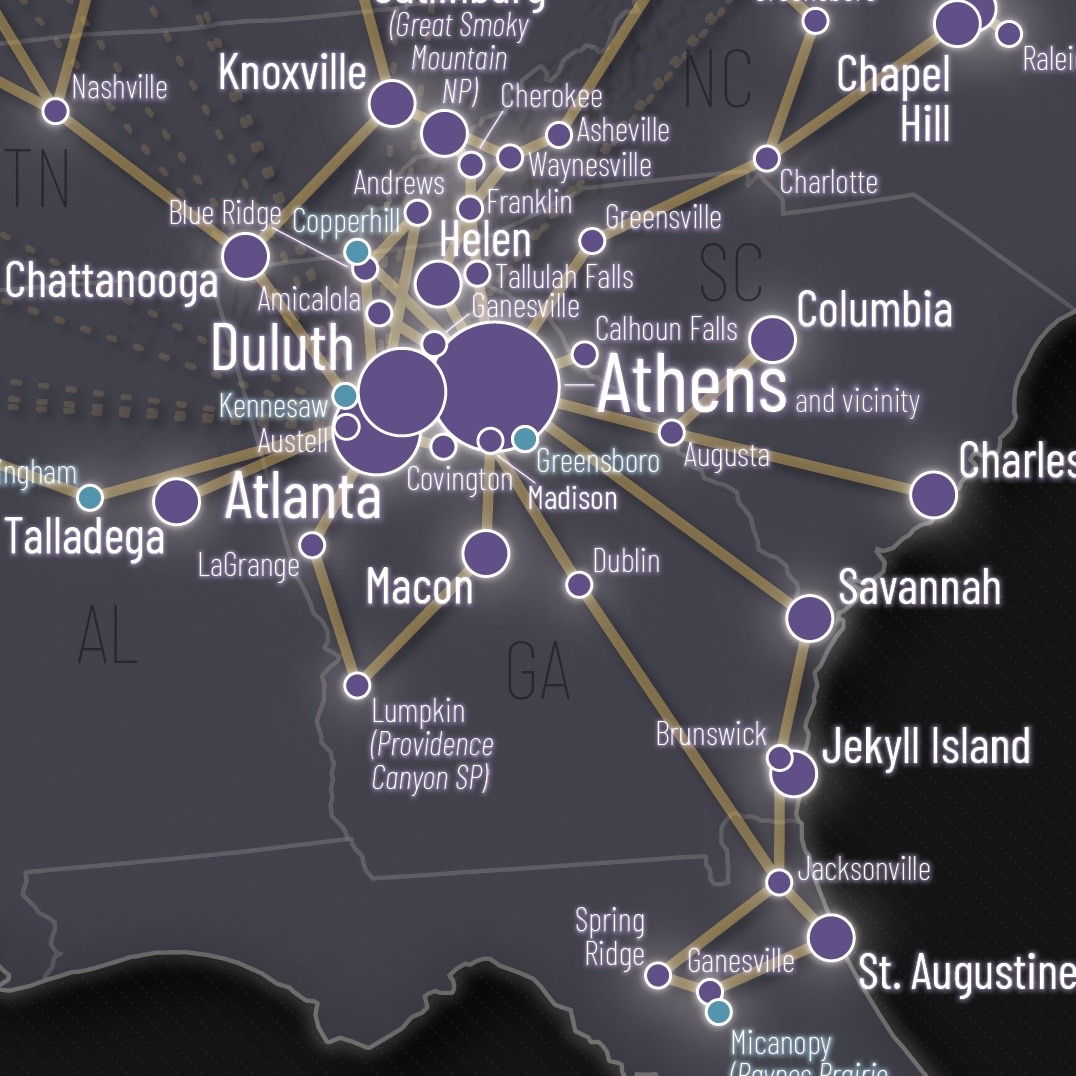 (Great Smoky
Mountain
NP)
Knoxville
Nashville
Cherokee
NC
Chapel
Hill
Asheville
Waynesville
TN
Andrews
Charlotte
Franklin
Blue Ridge
Copperhill
Greensville
Helen
Chattanooga
Tallulah Falls
SC
Amicalola
Ganesville
Columbia
Duluth
Calhoun Falls
Athens and vicinity
Kennesaw
Austell
Greensboro
Augusta
Covington
Madison
Atlanta
Talladega
LaGrange
Dublin
Macon
Savannah
AL
GA
Lumpkin
(Providence
Canyon SP)
Brunswick
Jekyll Island
Jacksonville
Spring
Ridge
Ganesville
St. Augustine
Micanopy